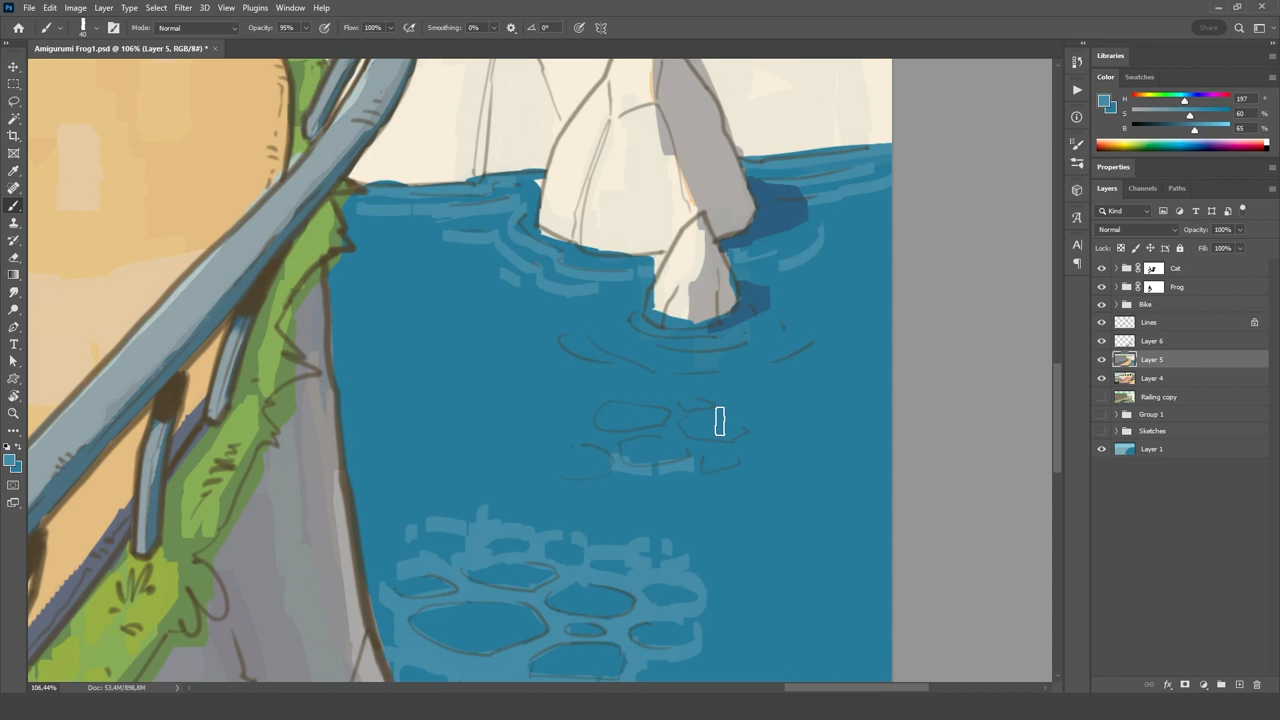 Ps File Edit Image Layer Type Select Filter 3D View Plugins Window Help
40 Mode: Normal Opacity: 95% Flow: 100% Smoothing: 0% 0° Share
Amigurumi Frog1.psd @ 106% (Layer 5, RGB/8#) * ×
Libraries
Color Swatches
H 197 °
S 60 %
B 65 %
Properties
Layers Channels Paths
Kind
Normal Opacity: 100%
Lock: Fill: 100%
Cat
Frog
Bike
Lines
Layer 6
Layer 5
Layer 4
Railing copy
Group 1
Sketches
Layer 1
106,44% Doc: 53,4M/898,8M